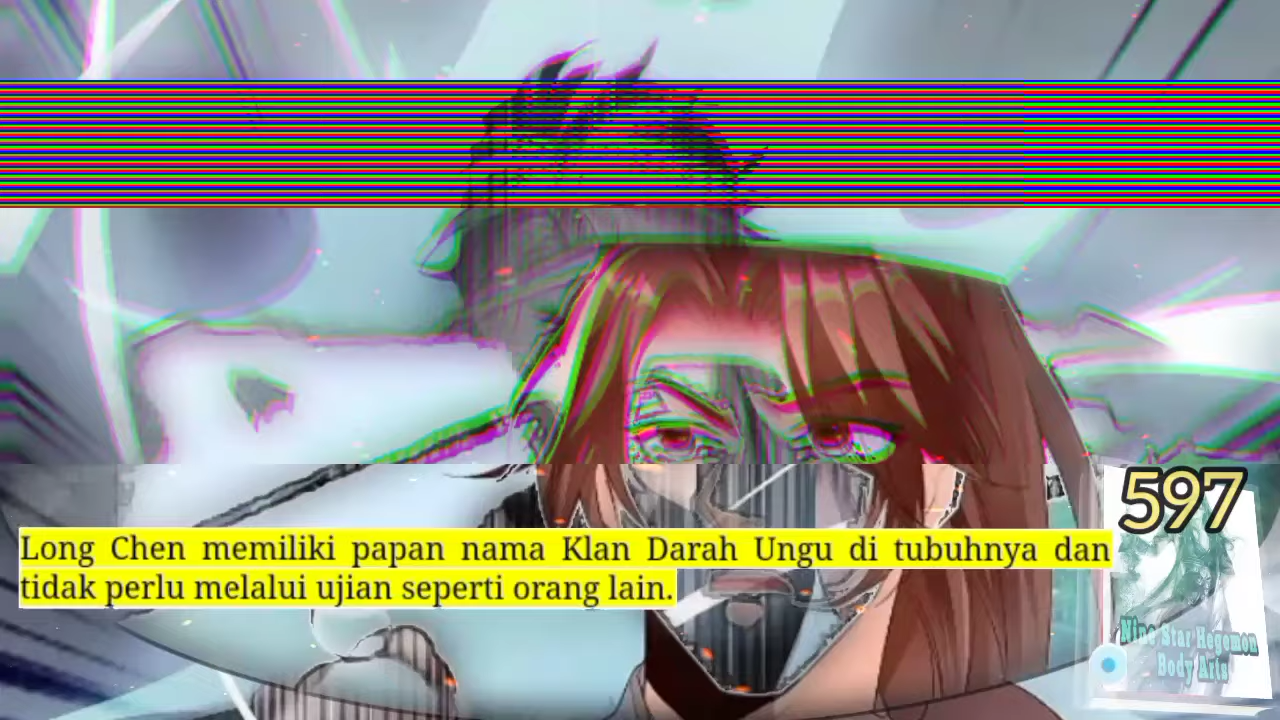 597
Long Chen memiliki papan nama Klan Darah Ungu di tubuhnya dan
tidak perlu melalui ujian seperti orang lain.
Nine Star Hegemon
Body Arts